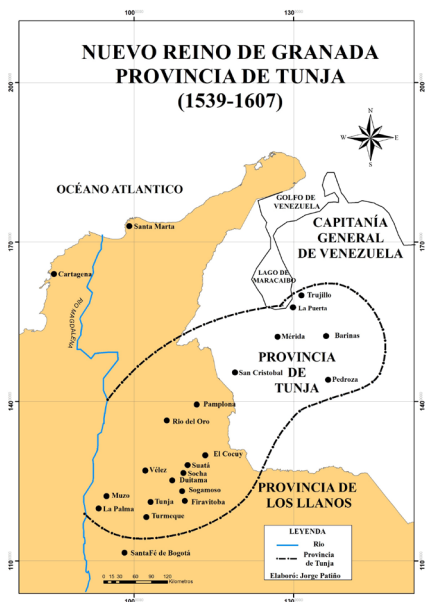 NUEVO REINO DE GRANADA
PROVINCIA DE TUNJA
(1539-1607)
100
130
200
170
140
110
100
130
N
W
E
S
OCÉANO ATLANTICO
GOLFO DE
VENEZUELA
CAPITANÍA
GENERAL
DE VENEZUELA
Santa Marta
Cartagena
RIO MAGDALENA
LAGO DE
MARACAIBO
Trujillo
La Puerta
Mérida
Barinas
PROVINCIA
DE
TUNJA
San Cristobal
Pedroza
Pamplona
Rio del Oro
El Cocuy
Suatá
Socha
Vélez
Duitama
Sogamoso
Muzo
Tunja
Firavitoba
La Palma
Turmeque
PROVINCIA DE
LOS LLANOS
SantaFé de Bogotá
0 15 30 60 90 120
Kilometros
LEYENDA
Río
Provincia
de Tunja
Elaboró: Jorge Patiño